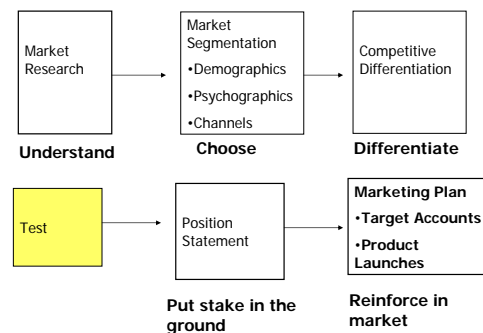 Market
Research
Market
Segmentation
•Demographics
•Psychographics
•Channels
Competitive
Differentiation
Understand
Choose
Differentiate
Test
Position
Statement
Marketing Plan
•Target Accounts
•Product
Launches
Put stake in the
ground
Reinforce in
market